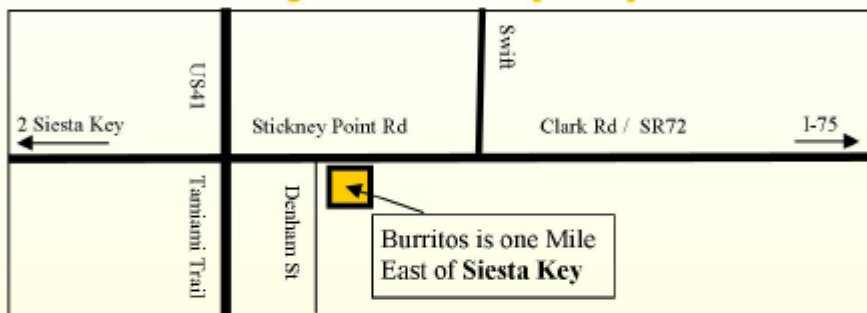 US41
Swift
2 Siesta Key
Stickney Point Rd
Clark Rd / SR72
I-75
Tamiami Trail
Denham St
Burritos is one Mile
East of Siesta Key